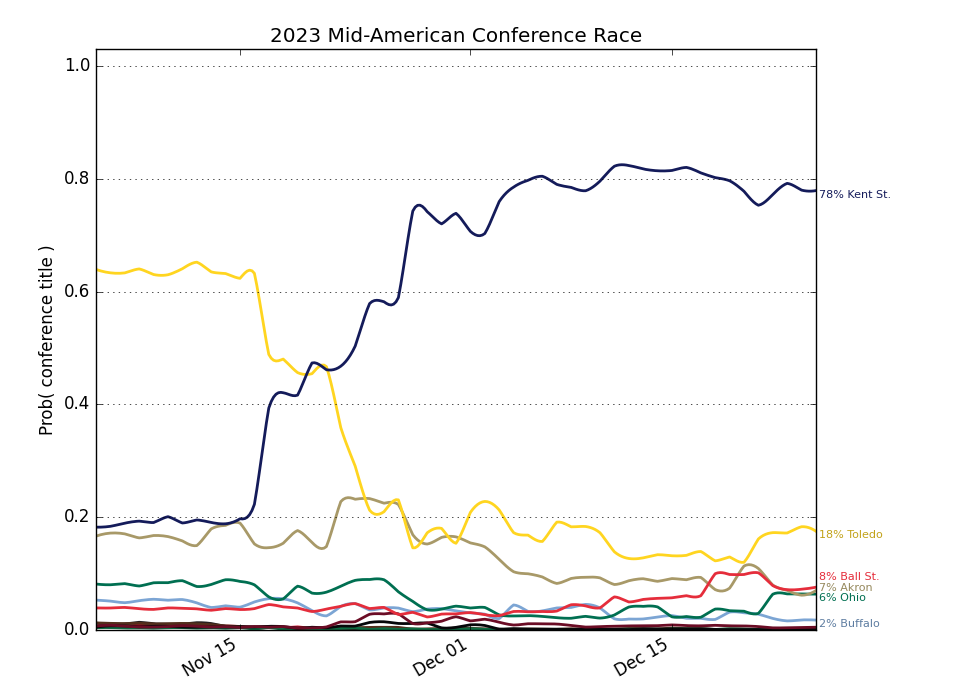 2023 Mid-American Conference Race
Prob( conference title )
1.0
0.8
0.6
0.4
0.2
0.0
Nov 15
Dec 01
Dec 15
78% Kent St.
18% Toledo
8% Ball St.
7% Akron
6% Ohio
2% Buffalo